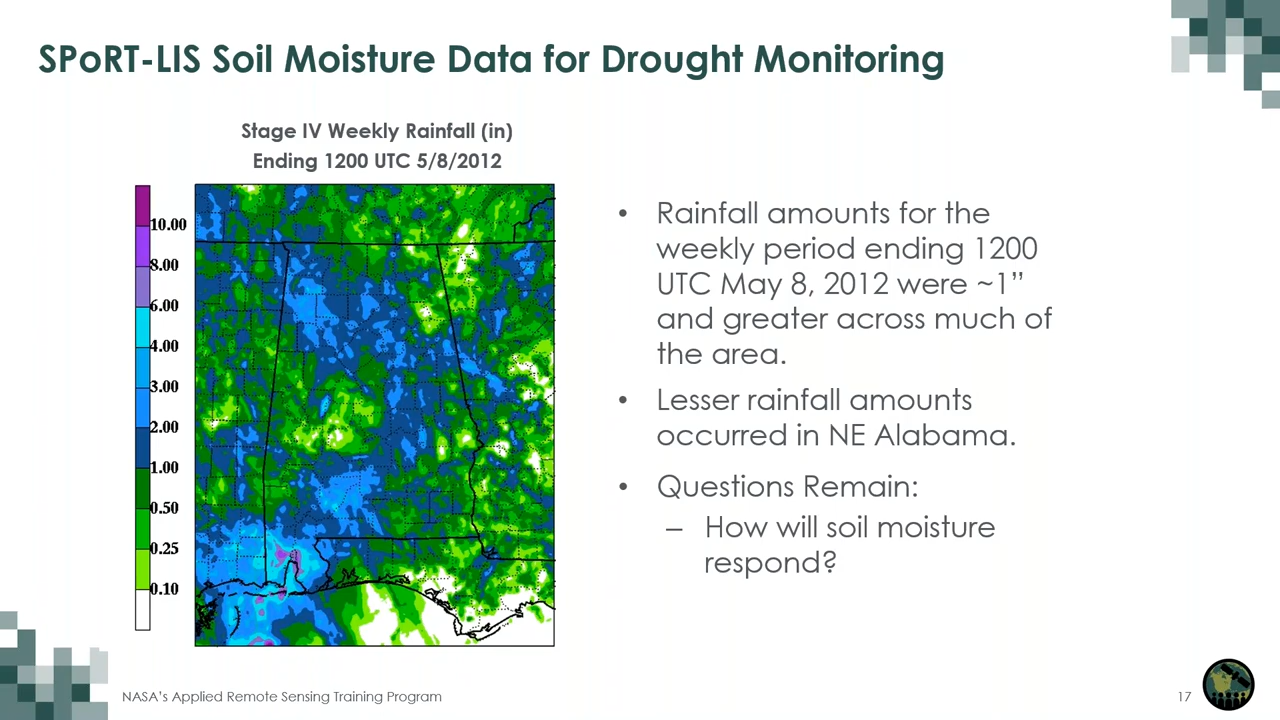 SPoRT-LIS Soil Moisture Data for Drought Monitoring
Stage IV Weekly Rainfall (in)
Ending 1200 UTC 5/8/2012
10.00
8.00
6.00
4.00
3.00
2.00
1.00
0.50
0.25
0.10
• Rainfall amounts for the
weekly period ending 1200
UTC May 8, 2012 were ~1”
and greater across much of
the area.
• Lesser rainfall amounts
occurred in NE Alabama.
• Questions Remain:
– How will soil moisture
respond?
NASA’s Applied Remote Sensing Training Program
17